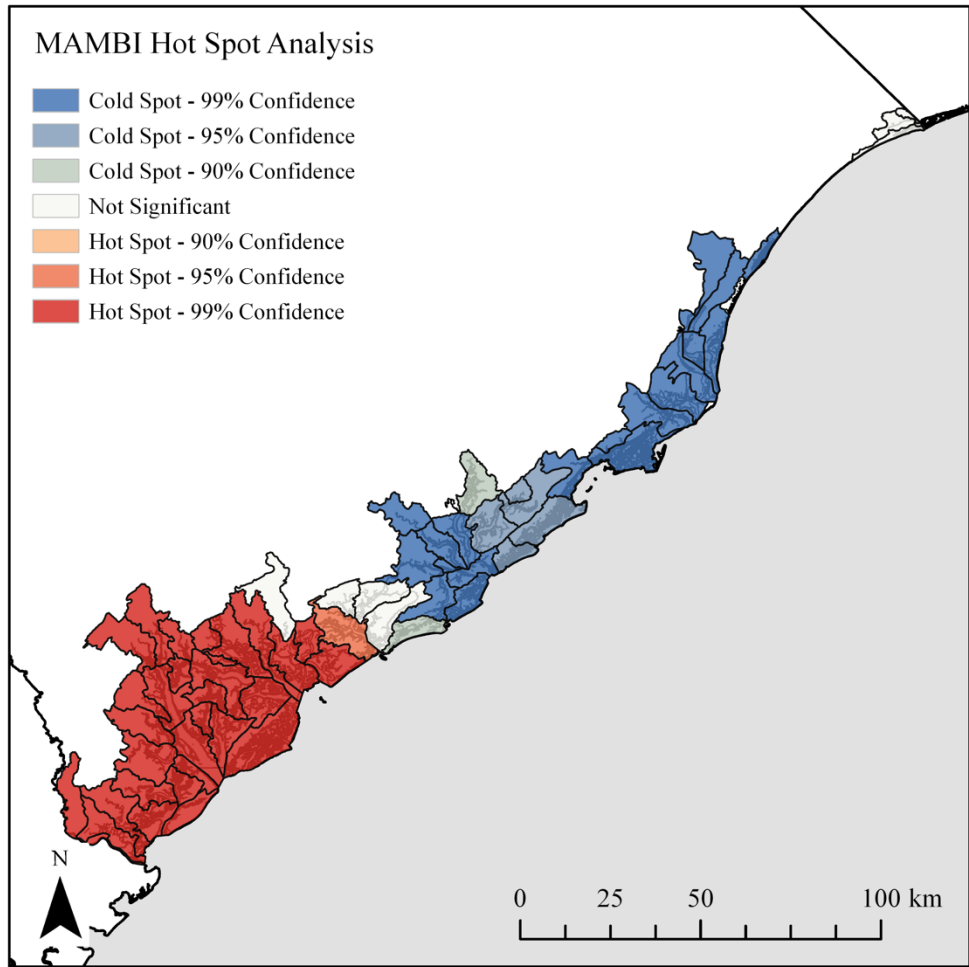 MAMBI Hot Spot Analysis
Cold Spot - 99% Confidence
Cold Spot - 95% Confidence
Cold Spot - 90% Confidence
Not Significant
Hot Spot - 90% Confidence
Hot Spot - 95% Confidence
Hot Spot - 99% Confidence
N
0 25 50 100 km